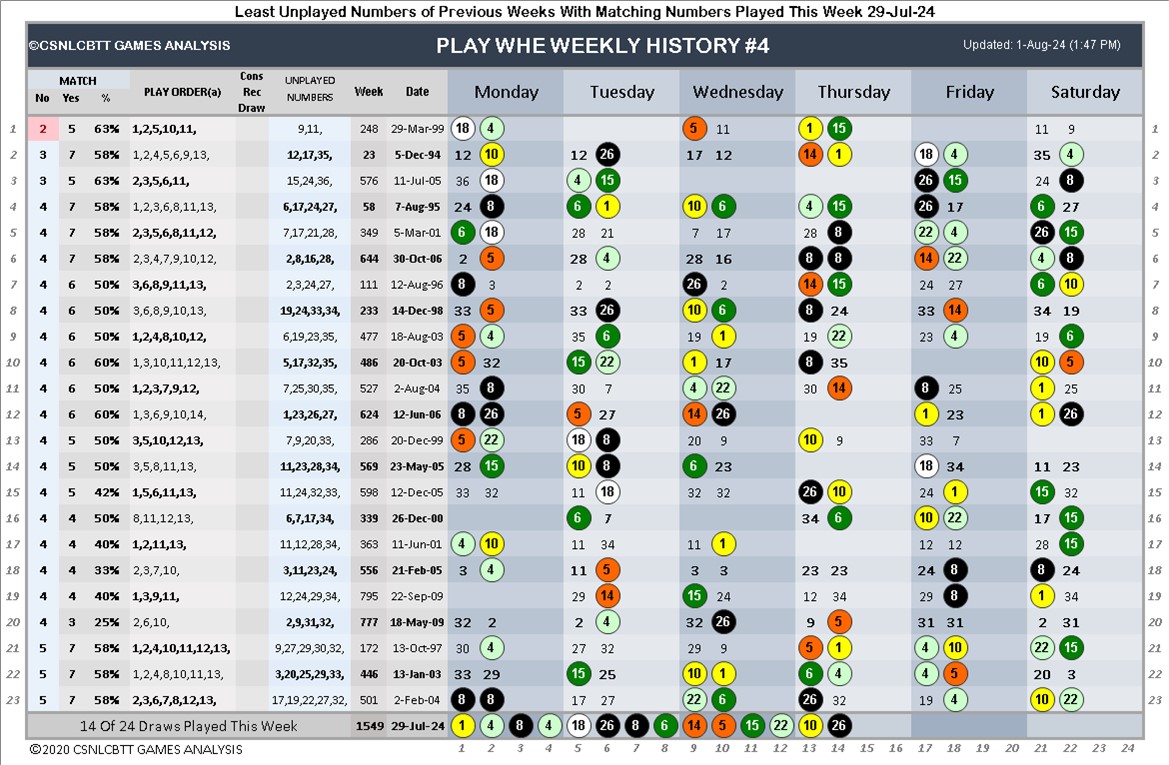 Least Unplayed Numbers of Previous Weeks With Matching Numbers Played This Week 29-Jul-24
©CSNLCBTT GAMES ANALYSIS PLAY WHE WEEKLY HISTORY #4 Updated: 1-Aug-24 (1:47 PM)
MATCH No Yes % PLAY ORDER(a) Cons Rec Draw UNPLAYED NUMBERS Week Date Monday Tuesday Wednesday Thursday Friday Saturday
1 2 5 63% 1,2,5,10,11, 9,11, 248 29-Mar-99 18 4 5 11 1 15 11 9 1
2 3 7 58% 1,2,4,5,6,9,13, 12,17,35, 23 5-Dec-94 12 10 12 26 17 12 14 1 18 4 35 4 2
3 3 5 63% 2,3,5,6,11, 15,24,36, 576 11-Jul-05 36 18 4 15 26 15 24 8 3
4 4 7 58% 1,2,3,6,8,11,13, 6,17,24,27, 58 7-Aug-95 24 8 6 1 10 6 4 15 26 17 6 27 4
5 4 7 58% 2,3,5,6,8,11,12, 7,17,21,28, 349 5-Mar-01 6 18 28 21 7 17 28 8 22 4 26 15 5
6 4 7 58% 2,3,4,7,9,10,12, 2,8,16,28, 644 30-Oct-06 2 5 28 4 28 16 8 8 14 22 4 8 6
7 4 6 50% 3,6,8,9,11,13, 2,3,24,27, 111 12-Aug-96 8 3 2 2 26 2 14 15 24 27 6 10 7
8 4 6 50% 3,6,8,9,10,13, 19,24,33,34, 233 14-Dec-98 33 5 33 26 10 6 8 24 33 14 34 19 8
9 4 6 50% 1,2,4,8,10,12, 6,19,23,35, 477 18-Aug-03 5 4 35 6 19 1 19 22 23 4 19 6 9
10 4 6 60% 1,3,10,11,12,13, 5,17,32,35, 486 20-Oct-03 5 32 15 22 1 17 8 35 10 5 10
11 4 6 50% 1,2,3,7,9,12, 7,25,30,35, 527 2-Aug-04 35 8 30 7 4 22 30 14 8 25 1 25 11
12 4 6 60% 1,3,6,9,10,14, 1,23,26,27, 624 12-Jun-06 8 26 5 27 14 26 1 23 1 26 12
13 4 5 50% 3,5,10,12,13, 7,9,20,33, 286 20-Dec-99 5 22 18 8 20 9 10 9 33 7 13
14 4 5 50% 3,5,8,11,13, 11,23,28,34, 569 23-May-05 28 15 10 8 6 23 18 34 11 23 14
15 4 5 42% 1,5,6,11,13, 11,24,32,33, 598 12-Dec-05 33 32 11 18 32 32 26 10 24 1 15 32 15
16 4 4 50% 8,11,12,13, 6,7,17,34, 339 26-Dec-00 6 7 34 6 10 22 17 15 16
17 4 4 40% 1,2,11,13, 11,12,28,34, 363 11-Jun-01 4 10 11 34 11 1 12 12 28 15 17
18 4 4 33% 2,3,7,10, 3,11,23,24, 556 21-Feb-05 3 4 11 5 3 3 23 23 24 8 8 24 18
19 4 4 40% 1,3,9,11, 12,24,29,34, 795 22-Sep-09 29 14 15 24 12 34 29 8 1 34 19
20 4 3 25% 2,6,10, 2,9,31,32, 777 18-May-09 32 2 2 4 32 26 9 5 31 31 2 31 20
21 5 7 58% 1,2,4,10,11,12,13, 9,27,29,30,32, 172 13-Oct-97 30 4 27 32 29 9 5 1 4 10 22 15 21
22 5 7 58% 1,2,4,8,10,11,13, 3,20,25,29,33, 446 13-Jan-03 33 29 15 25 10 1 6 4 4 5 20 3 22
23 5 7 58% 2,3,6,7,8,12,13, 17,19,22,27,32, 501 2-Feb-04 8 8 17 27 22 6 26 32 19 4 10 22 23
14 Of 24 Draws Played This Week 1549 29-Jul-24 1 4 8 4 18 26 8 6 14 5 15 22 10 26
©2020 CSNLCBTT GAMES ANALYSIS 1 2 3 4 5 6 7 8 9 10 11 12 13 14 15 16 17 18 19 20 21 22 23 24